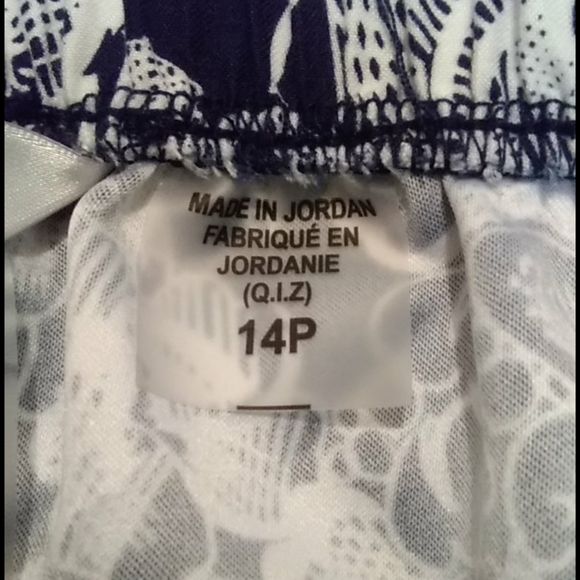 MADE IN JORDAN
FABRIQUÉ EN
JORDANIE
(Q.I.Z)
14P